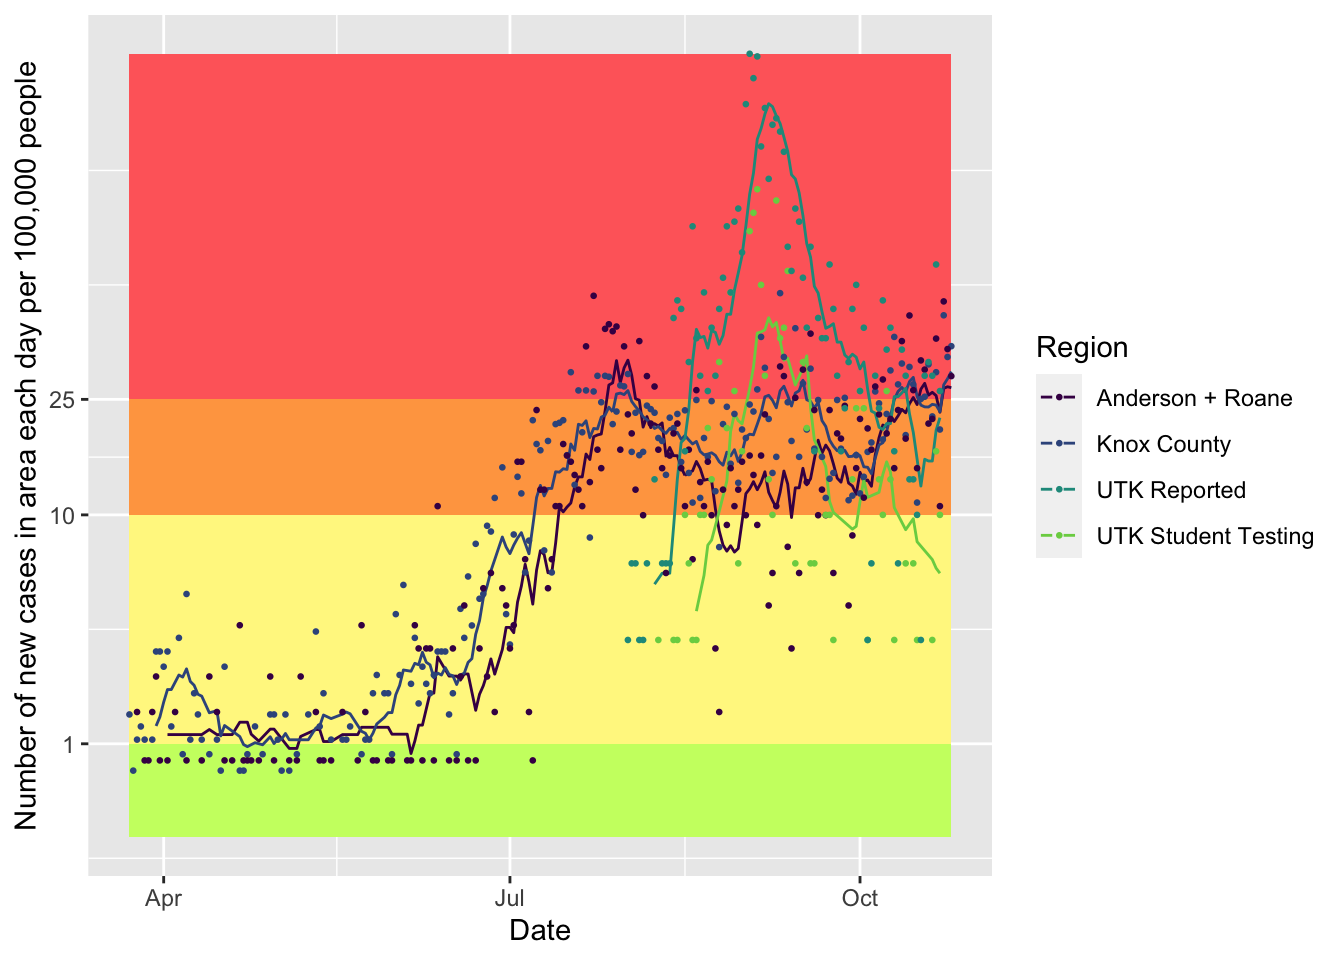 Number of new cases in area each day per 100,000 people
25
10
1
Apr
Jul
Oct
Date
Region
Anderson + Roane
Knox County
UTK Reported
UTK Student Testing